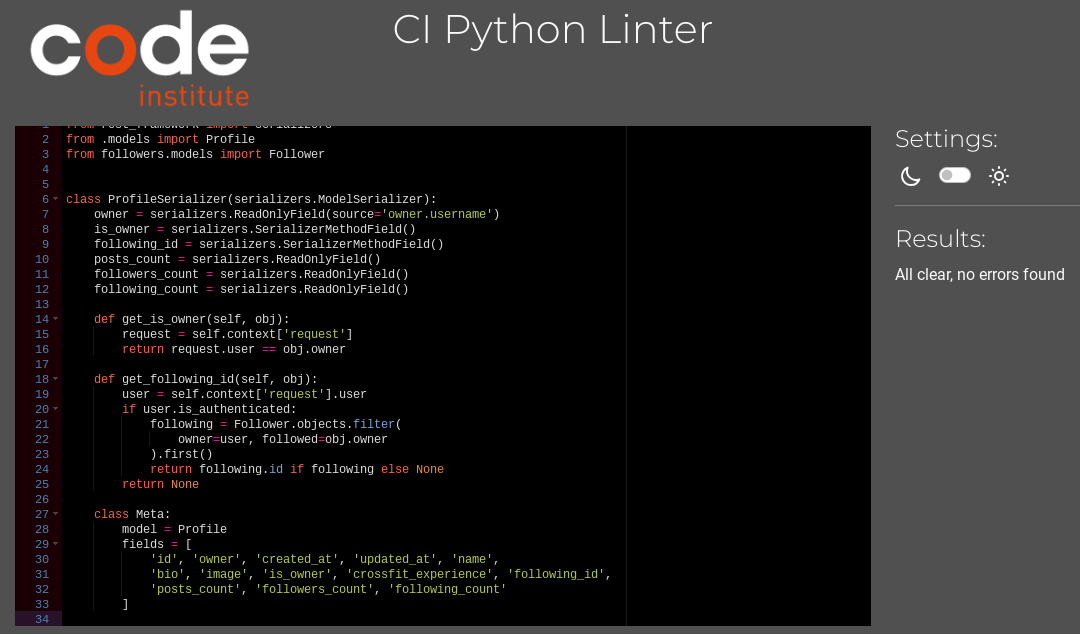 code
institute
CI Python Linter
1 from rest_framework import serializers
2 from .models import Profile
3 from followers.models import Follower
4
5
6 class ProfileSerializer(serializers.ModelSerializer):
7     owner = serializers.ReadOnlyField(source='owner.username')
8     is_owner = serializers.SerializerMethodField()
9     following_id = serializers.SerializerMethodField()
10     posts_count = serializers.ReadOnlyField()
11     followers_count = serializers.ReadOnlyField()
12     following_count = serializers.ReadOnlyField()
13
14     def get_is_owner(self, obj):
15         request = self.context['request']
16         return request.user == obj.owner
17
18     def get_following_id(self, obj):
19         user = self.context['request'].user
20         if user.is_authenticated:
21             following = Follower.objects.filter(
22                 owner=user, followed=obj.owner
23             ).first()
24             return following.id if following else None
25         return None
26
27     class Meta:
28         model = Profile
29         fields = [
30             'id', 'owner', 'created_at', 'updated_at', 'name',
31             'bio', 'image', 'is_owner', 'crossfit_experience', 'following_id',
32             'posts_count', 'followers_count', 'following_count'
33         ]
34
Settings:
Results:
All clear, no errors found